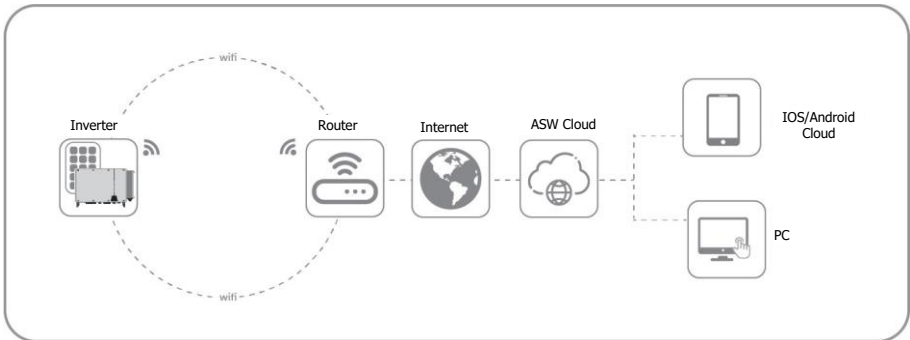 wifi
Inverter
Router
Internet
ASW Cloud
IOS/Android
Cloud
PC
wifi